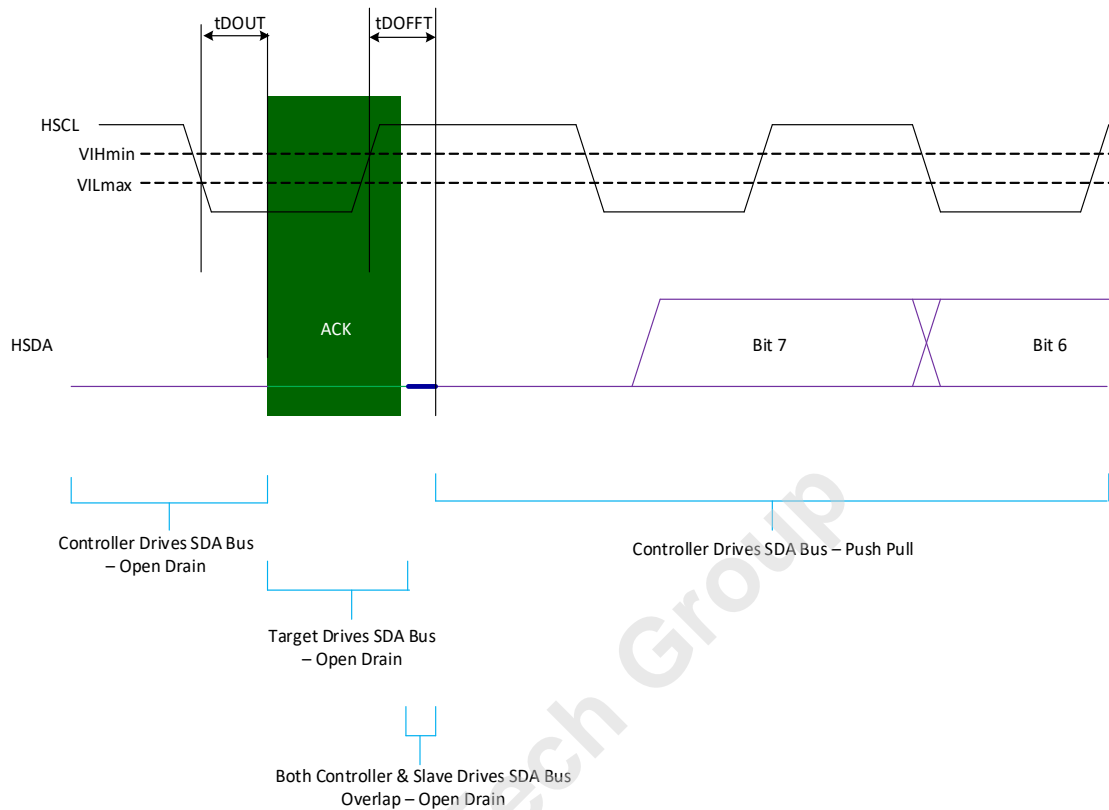 tDOUT
tDOFFT
HSCL
VIHmin
VILmax
ACK
HSDA
Bit 7
Bit 6
Controller Drives SDA Bus
– Open Drain
Controller Drives SDA Bus – Push Pull
Target Drives SDA Bus
– Open Drain
Both Controller & Slave Drives SDA Bus
Overlap – Open Drain
ech Group